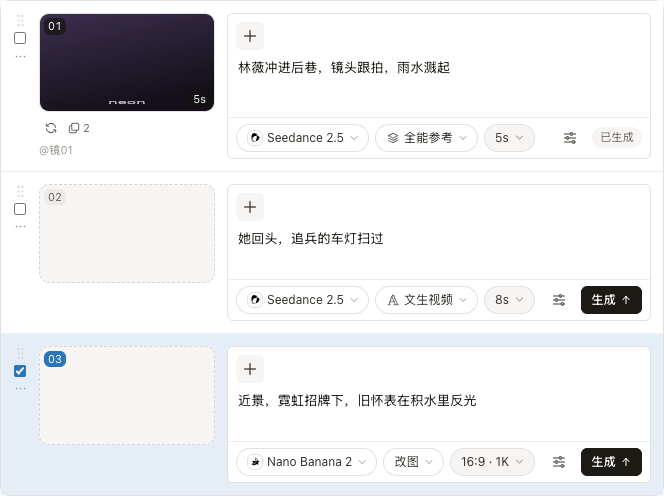 01
neon
5s
2
@镜01
林薇冲进后巷，镜头跟拍，雨水溅起
Seedance 2.5
全能参考
5s
已生成
02
她回头，追兵的车灯扫过
Seedance 2.5
文生视频
8s
生成 ↑
03
近景，霓虹招牌下，旧怀表在积水里反光
Nano Banana 2
改图
16:9 · 1K
生成 ↑